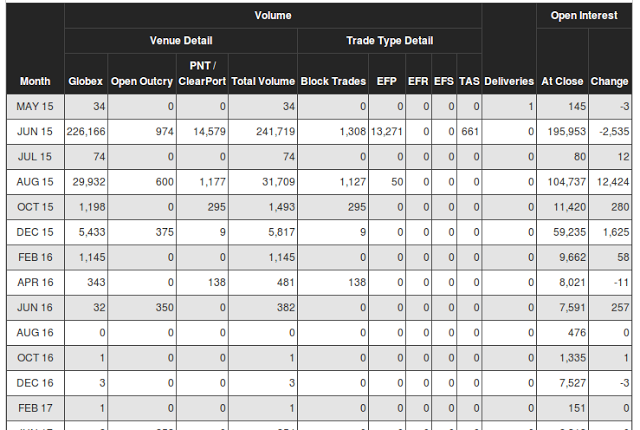 Volume Open Interest
Venue Detail Trade Type Detail
PNT /
Month Globex Open Outcry ClearPort Total Volume Block Trades EFP EFR EFS TAS Deliveries At Close Change
MAY 15 34 0 0 34 0 0 0 0 0 1 145 -3
JUN 15 226,166 974 14,579 241,719 1,308 13,271 0 0 661 0 195,953 -2,535
JUL 15 74 0 0 74 0 0 0 0 0 0 80 12
AUG 15 29,932 600 1,177 31,709 1,127 50 0 0 0 0 104,737 12,424
OCT 15 1,198 0 295 1,493 295 0 0 0 0 0 11,420 280
DEC 15 5,433 375 9 5,817 9 0 0 0 0 0 59,235 1,625
FEB 16 1,145 0 0 1,145 0 0 0 0 0 0 9,662 58
APR 16 343 0 138 481 138 0 0 0 0 0 8,021 -11
JUN 16 32 350 0 382 0 0 0 0 0 0 7,591 257
AUG 16 0 0 0 0 0 0 0 0 0 0 476 0
OCT 16 1 0 0 1 0 0 0 0 0 0 1,335 1
DEC 16 3 0 0 3 0 0 0 0 0 0 7,527 -3
FEB 17 1 0 0 1 0 0 0 0 0 0 151 0